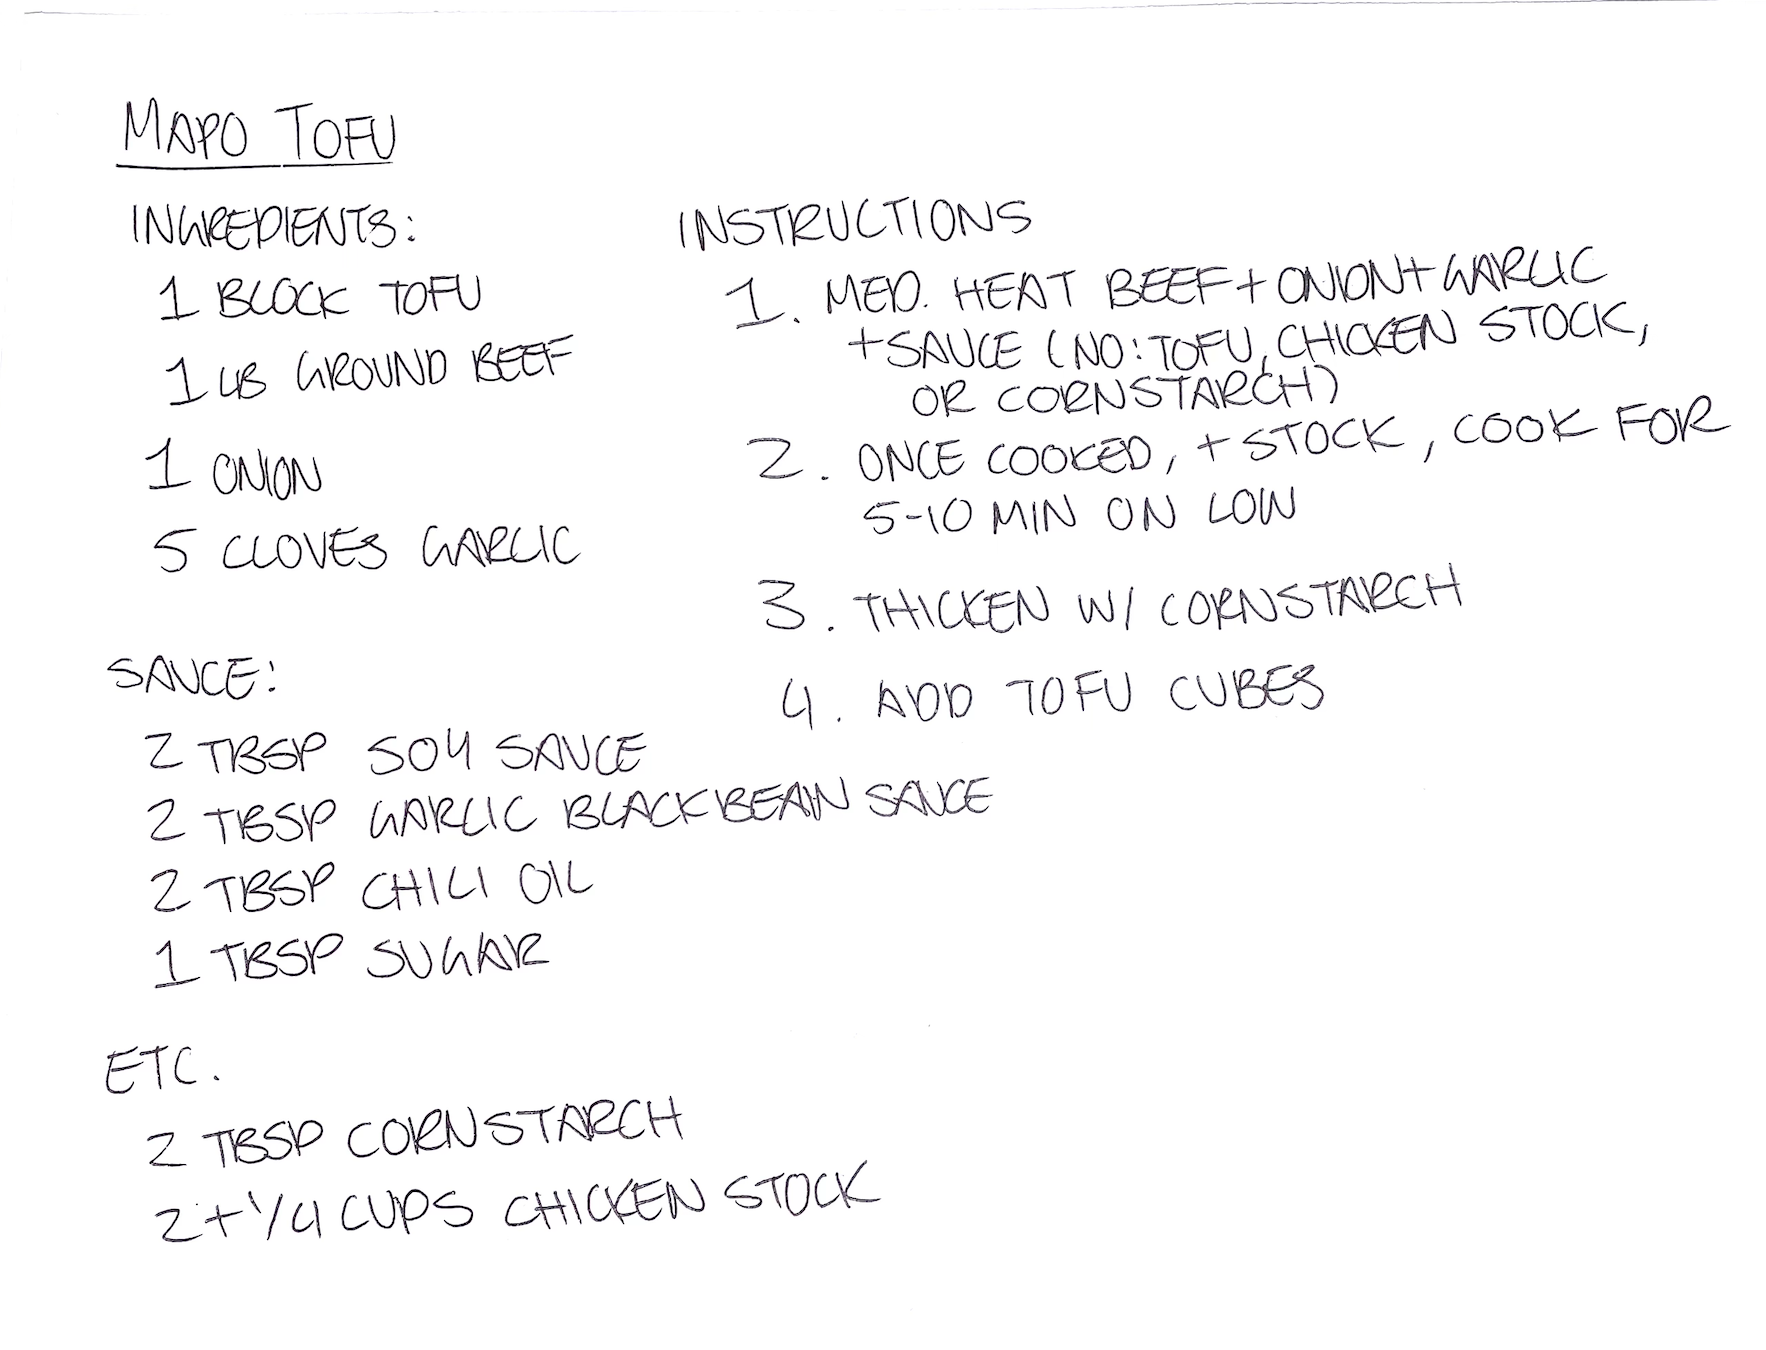 MAPO TOFU
INGREDIENTS:
1 BLOCK TOFU
1 LB GROUND BEEF
1 ONION
5 CLOVES GARLIC
SAUCE:
2 TBSP SOY SAUCE
2 TBSP GARLIC BLACK BEAN SAUCE
2 TBSP CHILI OIL
1 TBSP SUGAR
ETC.
2 TBSP CORNSTARCH
2 + 1/4 CUPS CHICKEN STOCK
INSTRUCTIONS
1. MED. HEAT BEEF + ONION + GARLIC
+ SAUCE (NO: TOFU, CHICKEN STOCK,
OR CORNSTARCH)
2. ONCE COOKED, + STOCK, COOK FOR
5-10 MIN ON LOW
3. THICKEN W/ CORNSTARCH
4. ADD TOFU CUBES